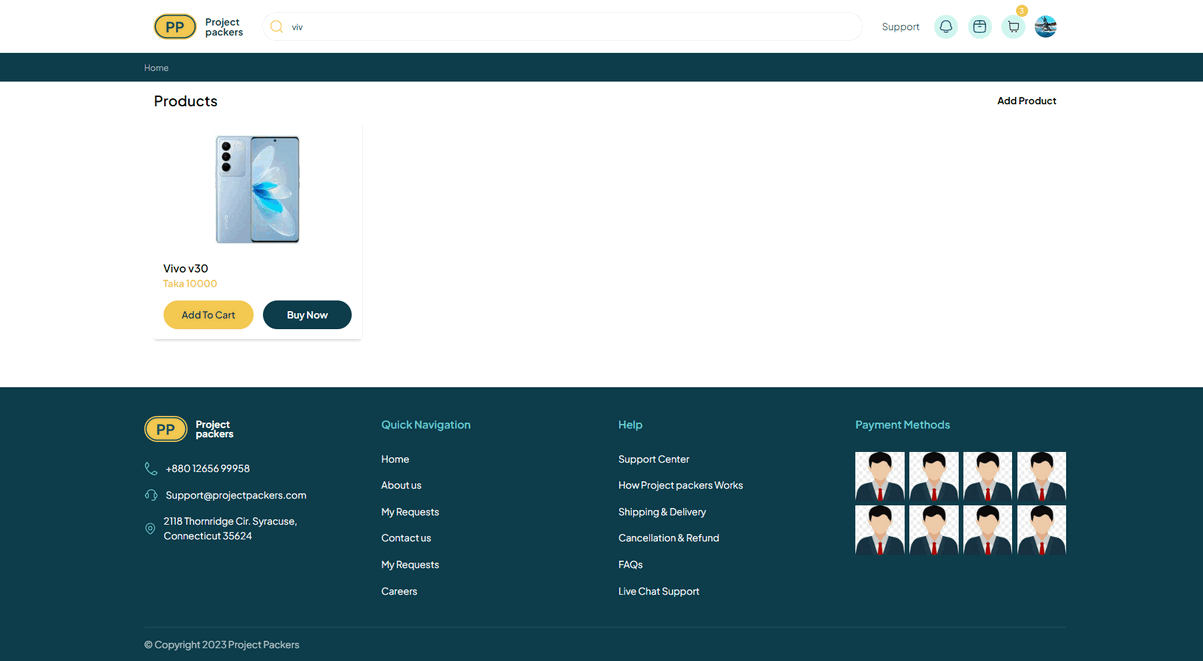 PP
Project
packers
viv
Support
3
Home
Products
Add Product
Vivo v30
Taka 10000
Add To Cart
Buy Now
PP
Project
packers
+880 12656 99958
Support@projectpackers.com
2118 Thornridge Cir. Syracuse,
Connecticut 35624
Quick Navigation
Home
About us
My Requests
Contact us
My Requests
Careers
Help
Support Center
How Project packers Works
Shipping & Delivery
Cancellation & Refund
FAQs
Live Chat Support
Payment Methods
© Copyright 2023 Project Packers